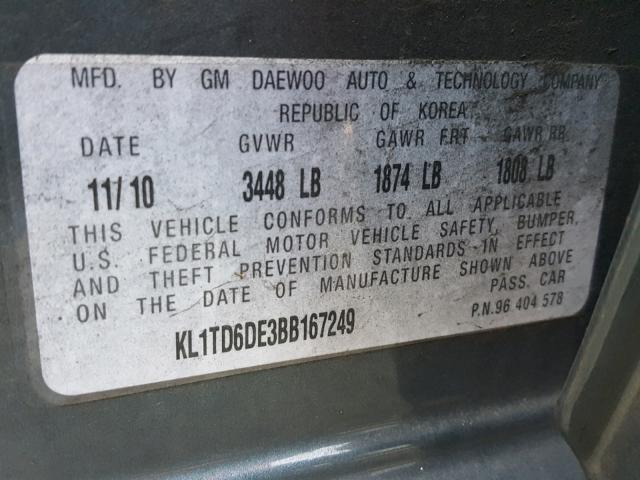 MFD. BY GM DAEWOO AUTO & TECHNOLOGY COMPANY
REPUBLIC OF KOREA
DATE GVWR GAWR FRT GAWR RR
11/10 3448 LB 1874 LB 1808 LB
THIS VEHICLE CONFORMS TO ALL APPLICABLE
U.S. FEDERAL MOTOR VEHICLE SAFETY, BUMPER,
AND THEFT PREVENTION STANDARDS IN EFFECT
ON THE DATE OF MANUFACTURE SHOWN ABOVE
PASS. CAR
KL1TD6DE3BB167249
P.N.96 404 578